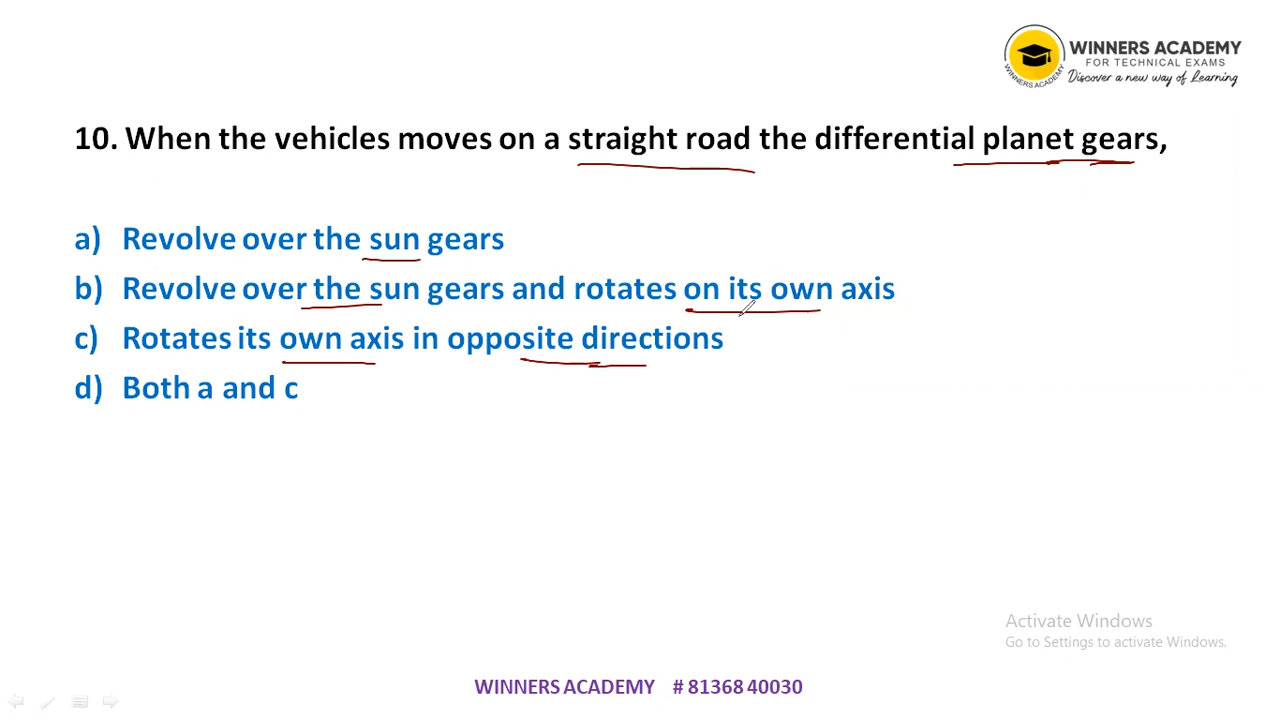 WINNERS ACADEMY
FOR TECHNICAL EXAMS
Discover a new way of Learning
WINNERS ACADEMY
10. When the vehicles moves on a straight road the differential planet gears,
a) Revolve over the sun gears
b) Revolve over the sun gears and rotates on its own axis
c) Rotates its own axis in opposite directions
d) Both a and c
Activate Windows
Go to Settings to activate Windows.
WINNERS ACADEMY # 81368 40030